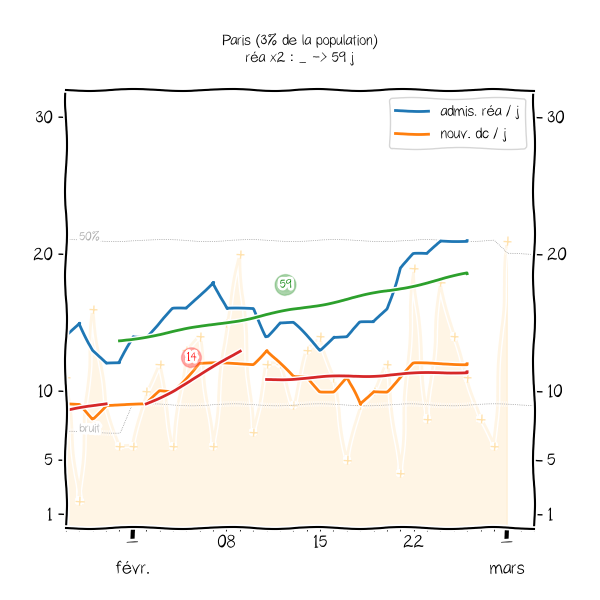 Paris (3% de la population)
réa x2 : _ -> 59 j
admis. réa / j
nouv. dc / j
30
30
50%
20
20
59
14
10
10
bruit
5
5
1
1
08
15
22
févr.
mars